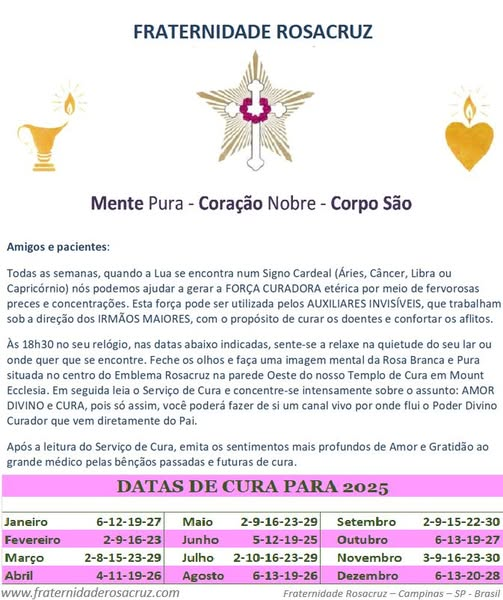 FRATERNIDADE ROSACRUZ
Mente Pura - Coração Nobre - Corpo São
Amigos e pacientes:
Todas as semanas, quando a Lua se encontra num Signo Cardeal (Áries, Câncer, Libra ou
Capricórnio) nós podemos ajudar a gerar a FORÇA CURADORA etérica por meio de fervorosas
preces e concentrações. Esta força pode ser utilizada pelos AUXILIARES INVISÍVEIS, que trabalham
sob a direção dos IRMÃOS MAIORES, com o propósito de curar os doentes e confortar os aflitos.
Às 18h30 no seu relógio, nas datas abaixo indicadas, sente-se a relaxe na quietude do seu lar ou
onde quer que se encontre. Feche os olhos e faça uma imagem mental da Rosa Branca e Pura
situada no centro do Emblema Rosacruz na parede Oeste do nosso Templo de Cura em Mount
Ecclesia. Em seguida leia o Serviço de Cura e concentre-se intensamente sobre o assunto: AMOR
DIVINO e CURA, pois só assim, você poderá fazer de si um canal vivo por onde flui o Poder Divino
Curador que vem diretamente do Pai.
Após a leitura do Serviço de Cura, emita os sentimentos mais profundos de Amor e Gratidão ao
grande médico pelas bênçãos passadas e futuras de cura.
DATAS DE CURA PARA 2025
Janeiro 6-12-19-27 Maio 2-9-16-23-29 Setembro 2-9-15-22-30
Fevereiro 2-9-16-23 Junho 5-12-19-25 Outubro 6-13-19-27
Março 2-8-15-23-29 Julho 2-10-16-23-29 Novembro 3-9-16-23-30
Abril 4-11-19-26 Agosto 6-13-19-26 Dezembro 6-13-20-28
www.fraternidaderosacruz.com Fraternidade Rosacruz – Campinas – SP - Brasil